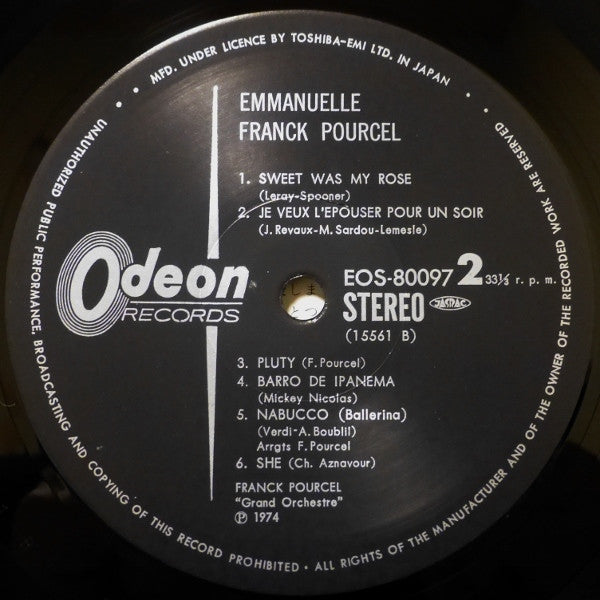 • MFD. UNDER LICENCE BY TOSHIBA-EMI LTD. IN JAPAN •
EMMANUELLE
FRANCK POURCEL
1. SWEET WAS MY ROSE
(Leray-Spooner)
2. JE VEUX L'EPOUSER POUR UN SOIR
(J. Revaux-M. Sardou-Lemesle)
Odeon
RECORDS
EOS-80097 2 33⅓ r. p. m.
STEREO JASRAC
(15561 B)
3. PLUTY (F. Pourcel)
4. BARRO DE IPANEMA
(Mickey Nicolas)
5. NABUCCO (Ballerina)
(Verdi-A. Boublil)
Arrgts F. Pourcel
6. SHE (Ch. Aznavour)
FRANCK POURCEL
"Grand Orchestre"
Ⓟ 1974
• ALL RIGHTS OF THE MANUFACTURER AND OF THE OWNER OF THE RECORDED WORK ARE RESERVED •
UNAUTHORIZED PUBLIC PERFORMANCE, BROADCASTING AND COPYING OF THIS RECORD PROHIBITED